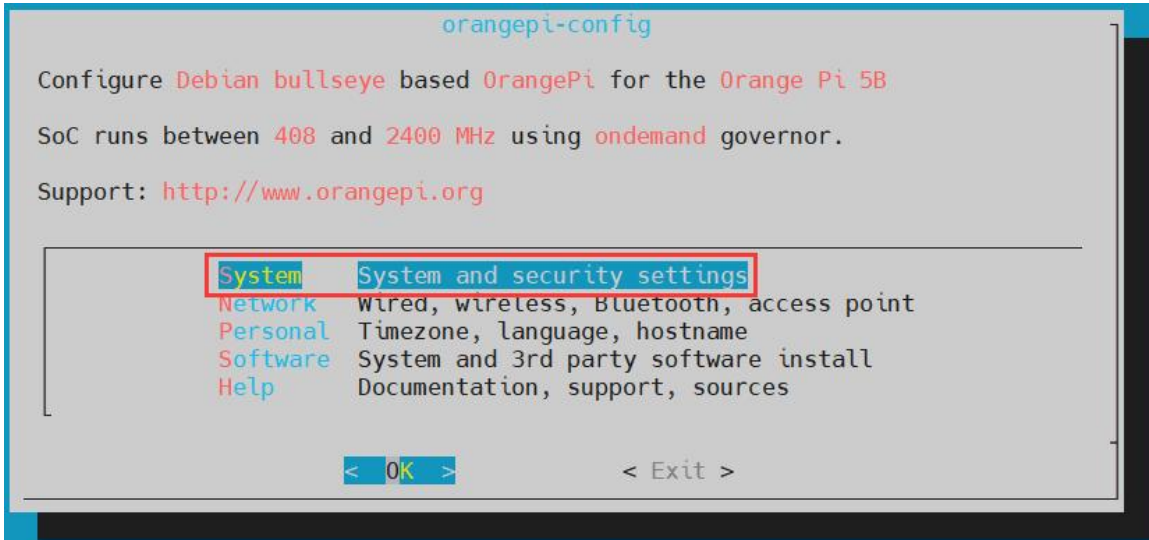 orangepi-config
Configure Debian bullseye based OrangePi for the Orange Pi 5B
SoC runs between 408 and 2400 MHz using ondemand governor.
Support: http://www.orangepi.org
System System and security settings
Network Wired, wireless, Bluetooth, access point
Personal Timezone, language, hostname
Software System and 3rd party software install
Help Documentation, support, sources
< OK > < Exit >